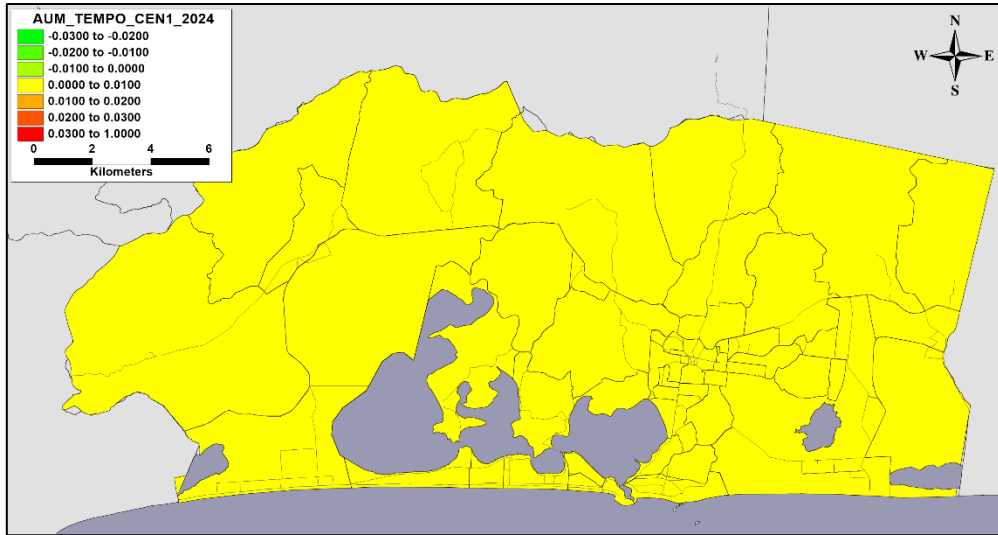 AUM_TEMPO_CEN1_2024
-0.0300 to -0.0200
-0.0200 to -0.0100
-0.0100 to 0.0000
0.0000 to 0.0100
0.0100 to 0.0200
0.0200 to 0.0300
0.0300 to 1.0000
0 2 4 6
Kilometers
N
W E
S